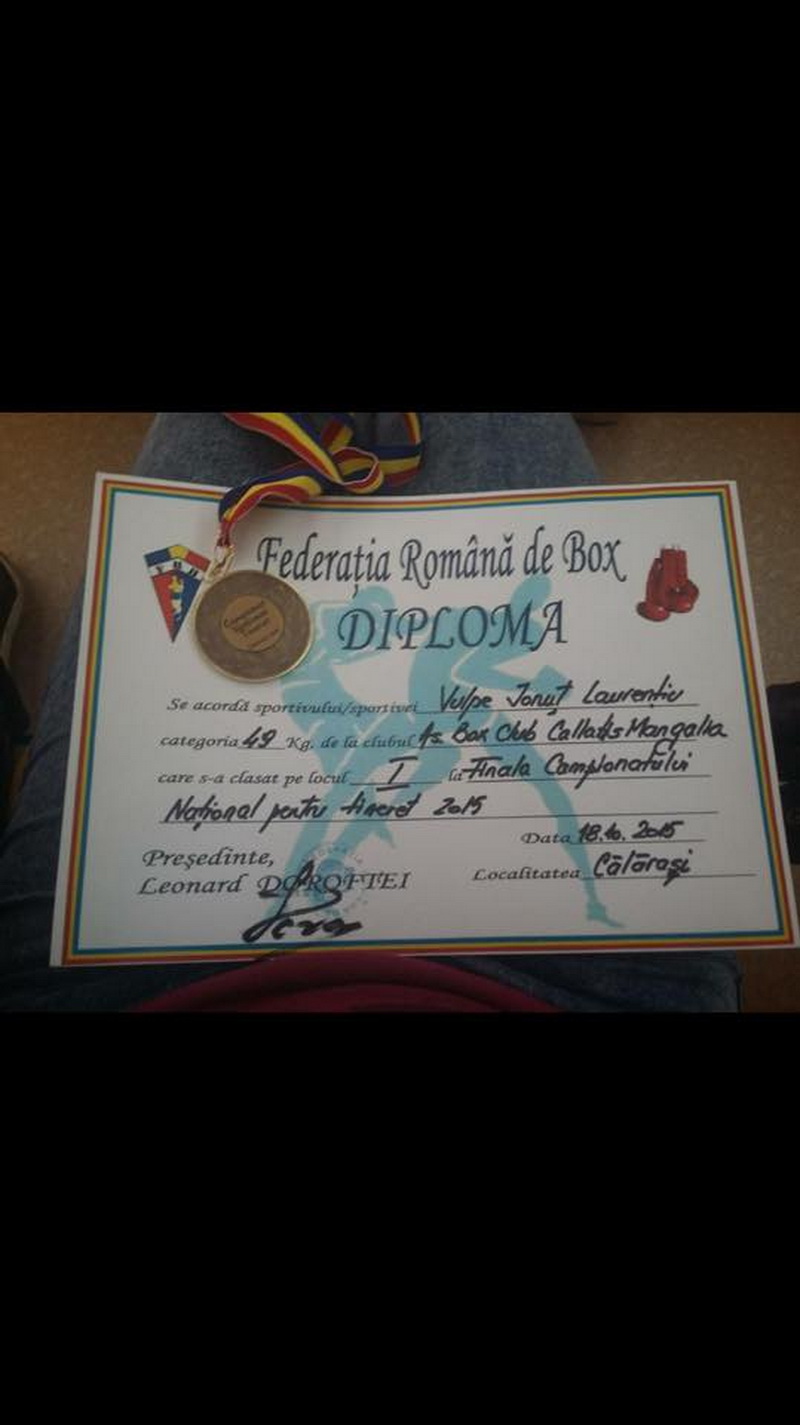 Federația Română de Box
DIPLOMA
Se acordă sportivului/sportivei Vulpe Ionuț Laurențiu
categoria 49 Kg. de la clubul As. Box Club Callatis Mangalia
care s-a clasat pe locul I la Finala Campionatului
Național pentru tineret 2015
Data 18.10.2015
Președinte,
Leonard DOROFTEI
Localitatea Călărași